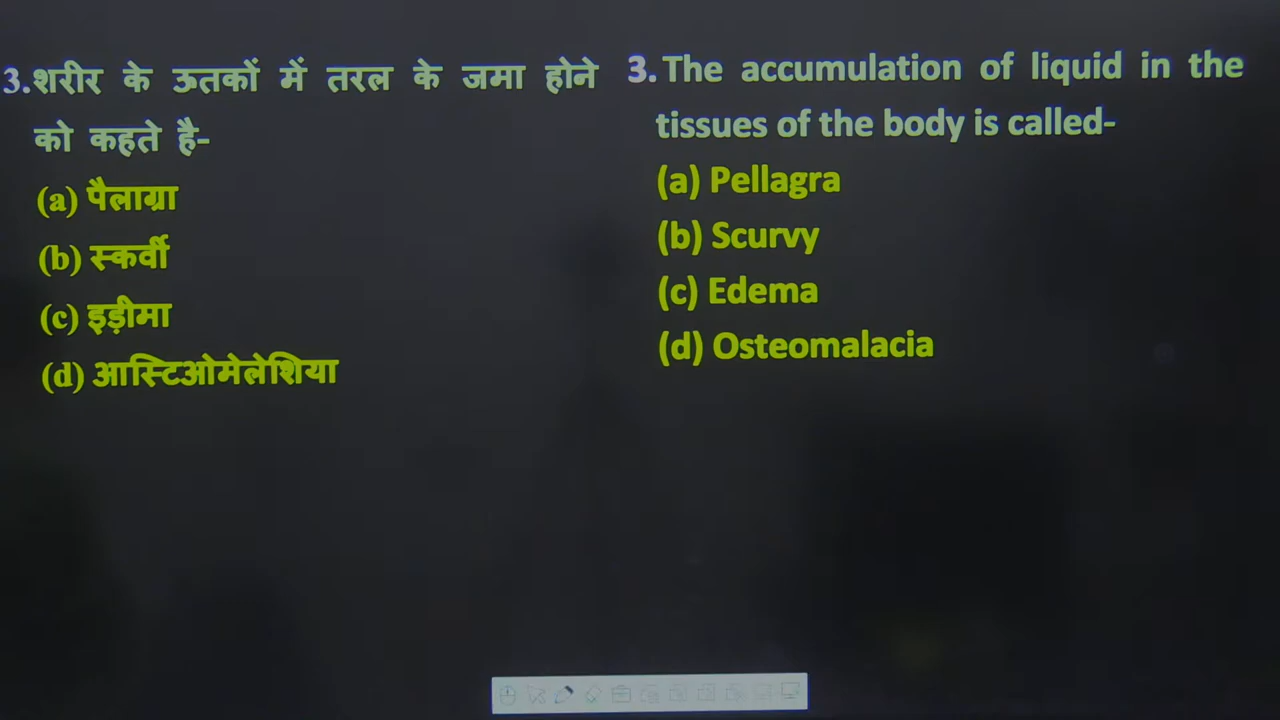 3.शरीर के ऊतकों में तरल के जमा होने
को कहते है-
(a) पैलाग्रा
(b) स्कर्वी
(c) इड़ीमा
(d) आस्टिओमेलेशिया
3. The accumulation of liquid in the
tissues of the body is called-
(a) Pellagra
(b) Scurvy
(c) Edema
(d) Osteomalacia